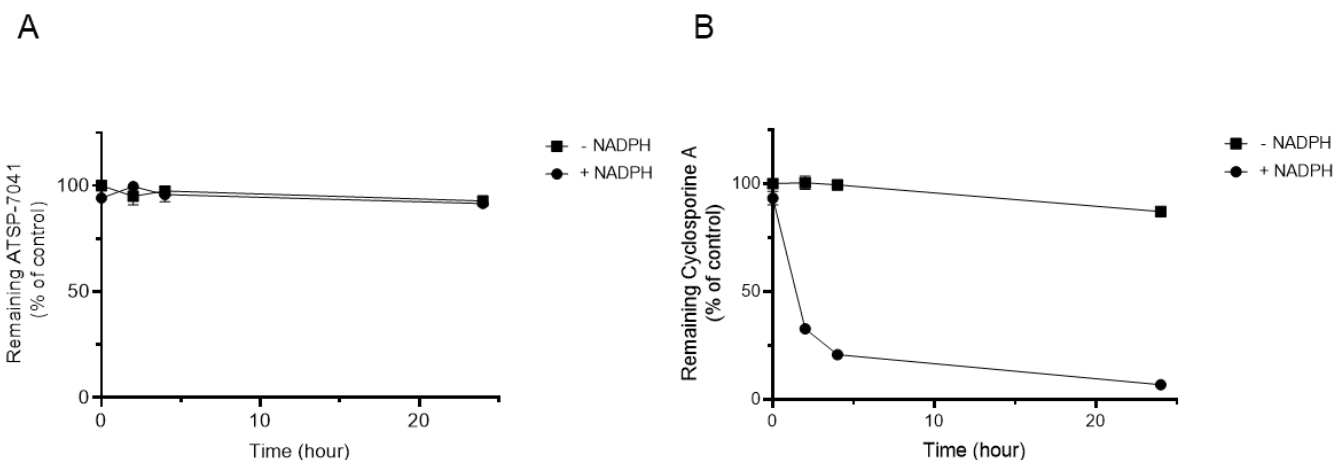 A
Remaining ATSP-7041
(% of control)
100
50
0
0
10
20
Time (hour)
- NADPH
+ NADPH
B
Remaining Cyclosporine A
(% of control)
100
50
0
0
10
20
Time (hour)
- NADPH
+ NADPH